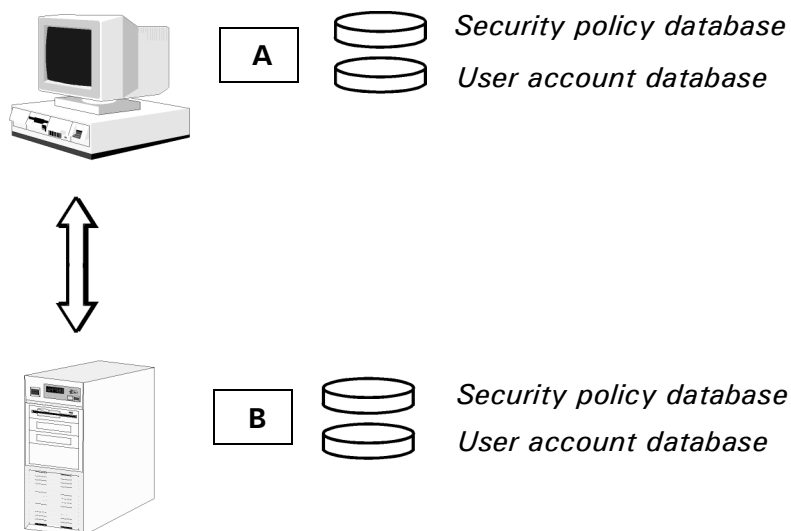 A
Security policy database
User account database
B
Security policy database
User account database